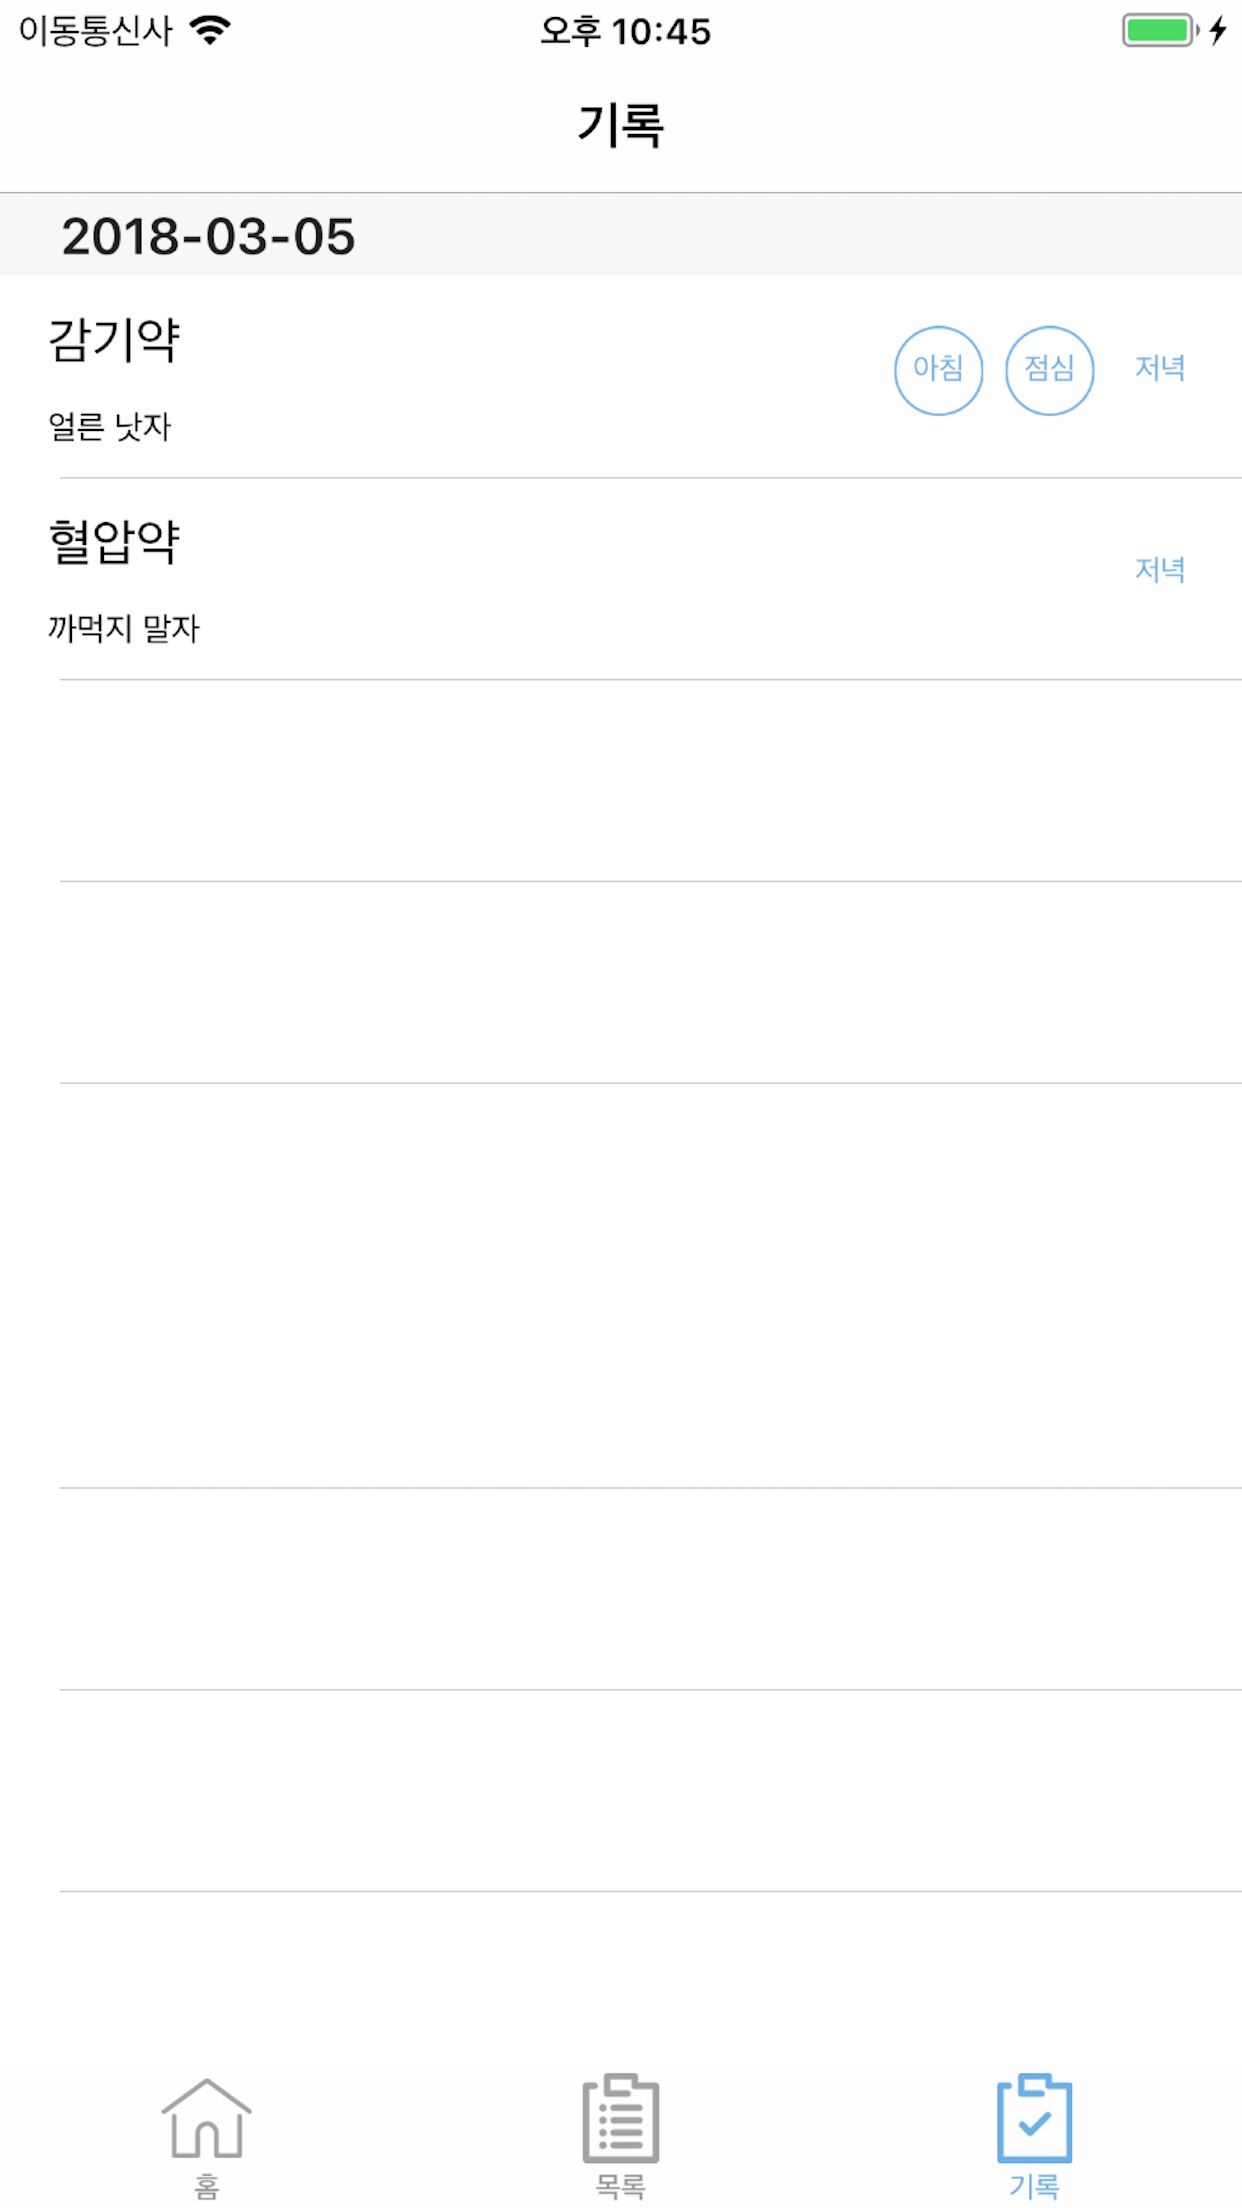 이동통신사 오후 10:45
기록
2018-03-05
감기약
아침 점심 저녁
얼른 낫자
혈압약
저녁
까먹지 말자
홈 목록 기록